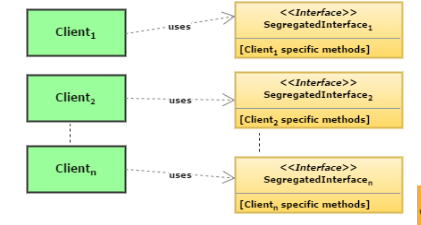 Client₁
uses
<<Interface>>
SegregatedInterface₁
[Client₁ specific methods]
Client₂
uses
<<Interface>>
SegregatedInterface₂
[Client₂ specific methods]
Clientₙ
uses
<<Interface>>
SegregatedInterfaceₙ
[Clientₙ specific methods]